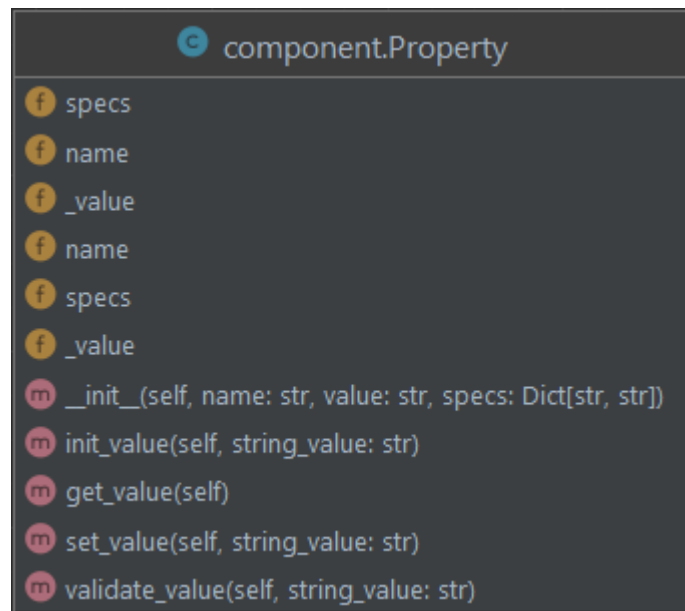 C component.Property
f specs
f name
f _value
f name
f specs
f _value
m __init__(self, name: str, value: str, specs: Dict[str, str])
m init_value(self, string_value: str)
m get_value(self)
m set_value(self, string_value: str)
m validate_value(self, string_value: str)